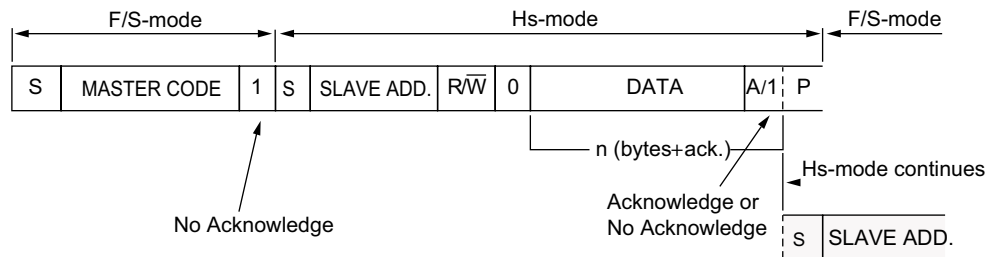 F/S-mode Hs-mode F/S-mode
S MASTER CODE 1 S SLAVE ADD. R/W̅ 0 DATA A/1 P
n (bytes+ack.)
Hs-mode continues
No Acknowledge
Acknowledge or
No Acknowledge
S SLAVE ADD.